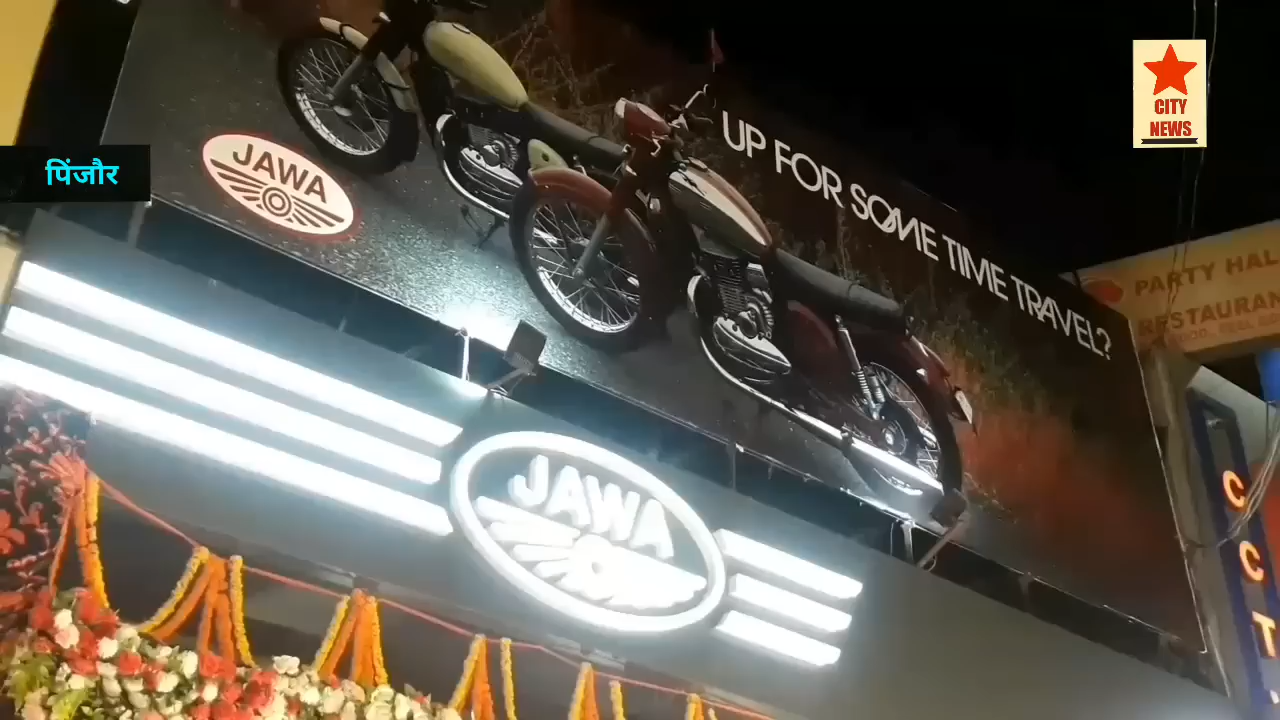 पिंजौर
CITY
NEWS
JAWA
UP FOR SOME TIME TRAVEL?
PARTY HAL
RESTAURAN
JAWA
C
C
T